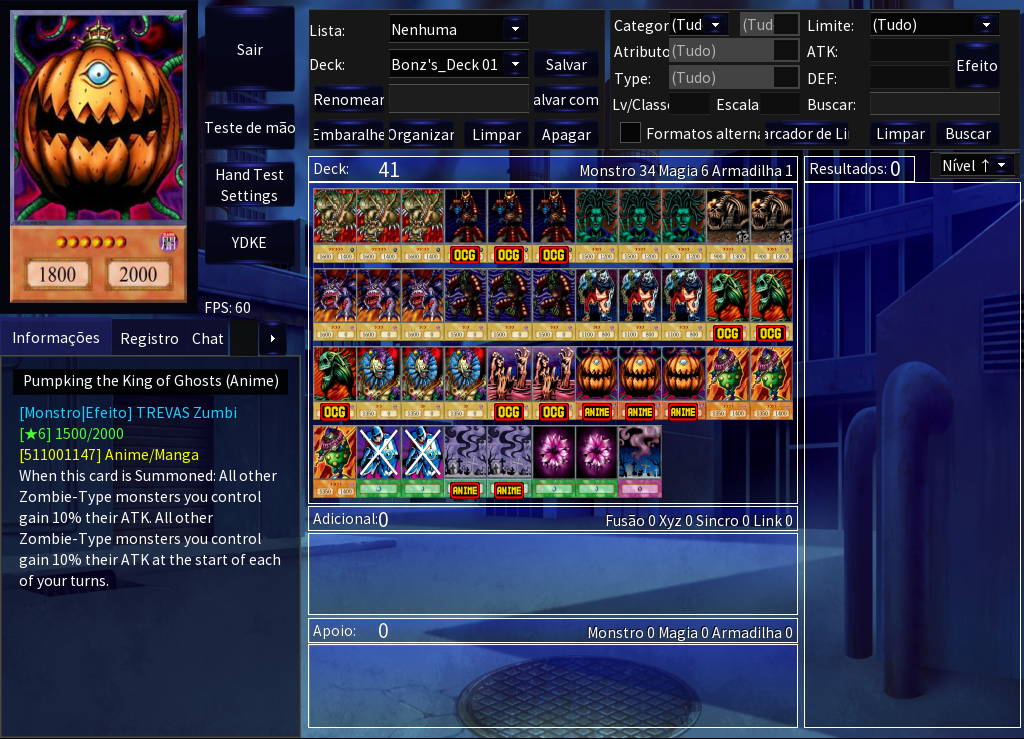 1800 2000
Sair
Teste de mão
Hand Test
Settings
YDKE
FPS: 60
Lista: Nenhuma
Deck: Bonz's_Deck 01 Salvar
Renomear alvar com
Embaralhe Organizar Limpar Apagar
Categor (Tud (Tud Limite: (Tudo)
Atributo (Tudo) ATK:
Type: (Tudo) DEF: Efeito
Lv/Classe Escala Buscar:
Formatos alterna arcador de Li Limpar Buscar
Deck: 41 Monstro 34 Magia 6 Armadilha 1
Resultados: 0 Nível ↑
OCG OCG OCG
OCG OCG
OCG OCG OCG ANIME ANIME ANIME
ANIME ANIME
Adicional: 0 Fusão 0 Xyz 0 Sincro 0 Link 0
Apoio: 0 Monstro 0 Magia 0 Armadilha 0
Informações Registro Chat
Pumpking the King of Ghosts (Anime)
[Monstro|Efeito] TREVAS Zumbi
[★6] 1500/2000
[511001147] Anime/Manga
When this card is Summoned: All other
Zombie-Type monsters you control
gain 10% their ATK. All other
Zombie-Type monsters you control
gain 10% their ATK at the start of each
of your turns.